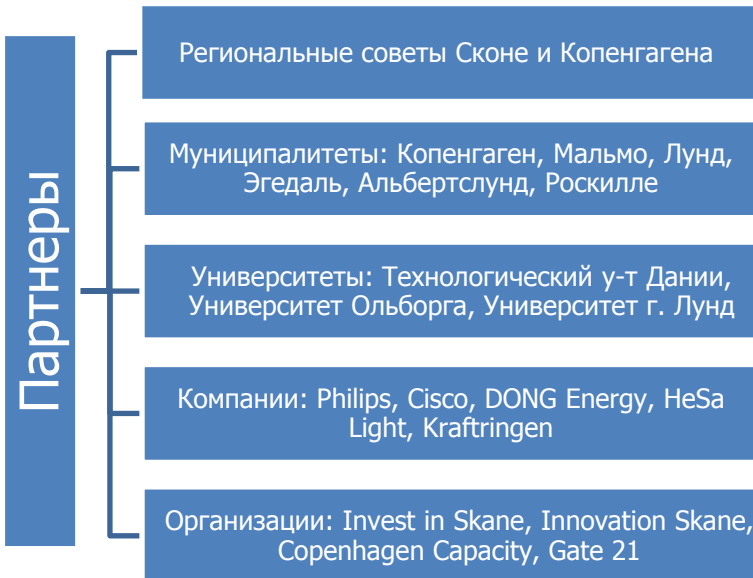 Партнеры
Региональные советы Сконе и Копенгагена
Муниципалитеты: Копенгаген, Мальмо, Лунд,
Эгедаль, Альбертслунд, Роскилле
Университеты: Технологический у-т Дании,
Университет Ольборга, Университет г. Лунд
Компании: Philips, Cisco, DONG Energy, HeSa
Light, Kraftringen
Организации: Invest in Skane, Innovation Skane,
Copenhagen Capacity, Gate 21